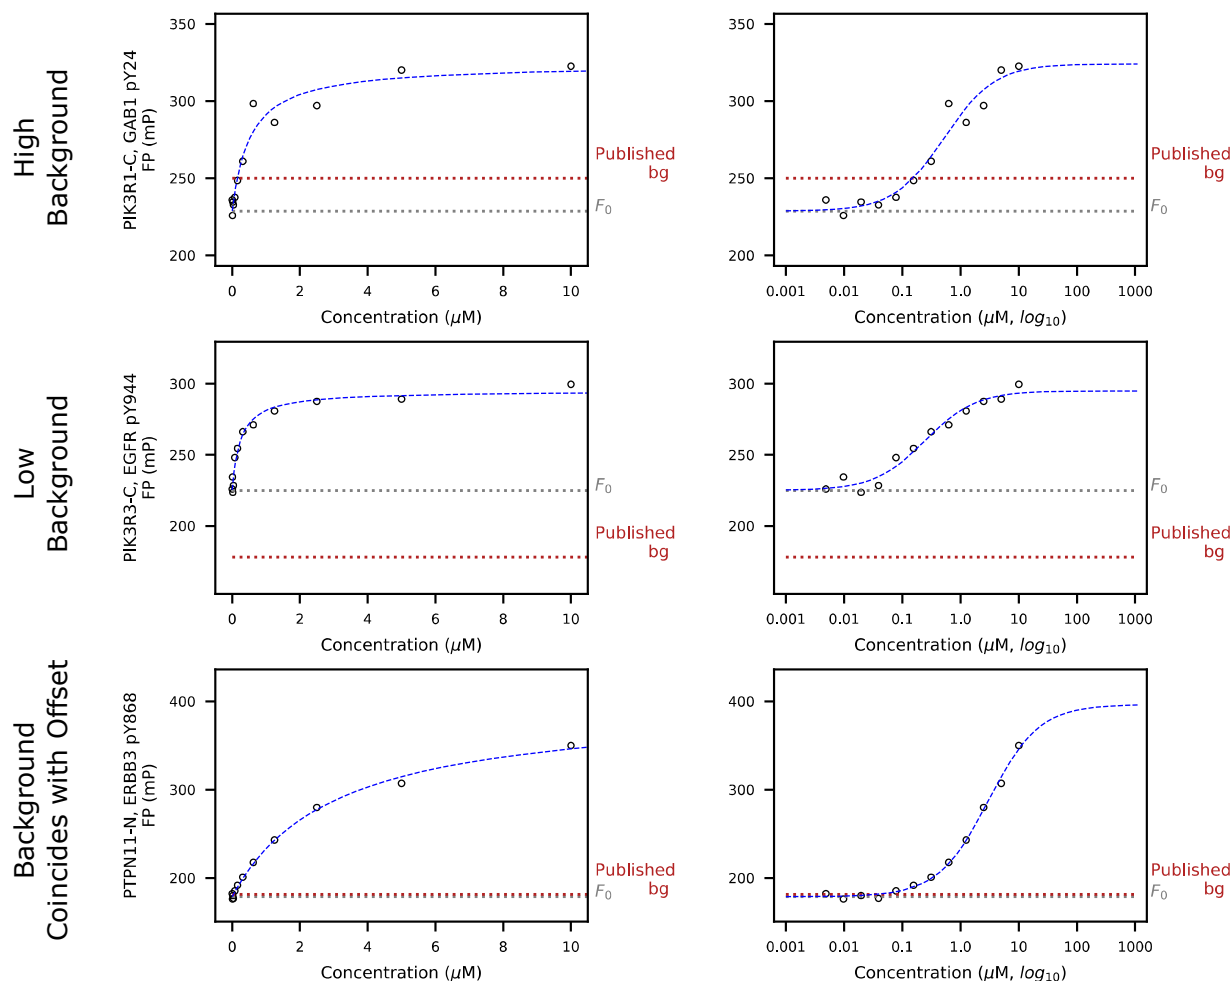 High
Background
PIK3R1-C, GAB1 pY24
FP (mP)
350
300
250
200
0
2
4
6
8
10
Concentration (μM)
Published
bg
F0
350
300
250
200
0.001
0.01
0.1
1.0
10
100
1000
Concentration (μM, log10)
Published
bg
F0
Low
Background
PIK3R3-C, EGFR pY944
FP (mP)
300
250
200
0
2
4
6
8
10
Concentration (μM)
F0
Published
bg
300
250
200
0.001
0.01
0.1
1.0
10
100
1000
Concentration (μM, log10)
F0
Published
bg
Background
Coincides with Offset
PTPN11-N, ERBB3 pY868
FP (mP)
400
300
200
0
2
4
6
8
10
Concentration (μM)
Published
bg
F0
400
300
200
0.001
0.01
0.1
1.0
10
100
1000
Concentration (μM, log10)
Published
bg
F0